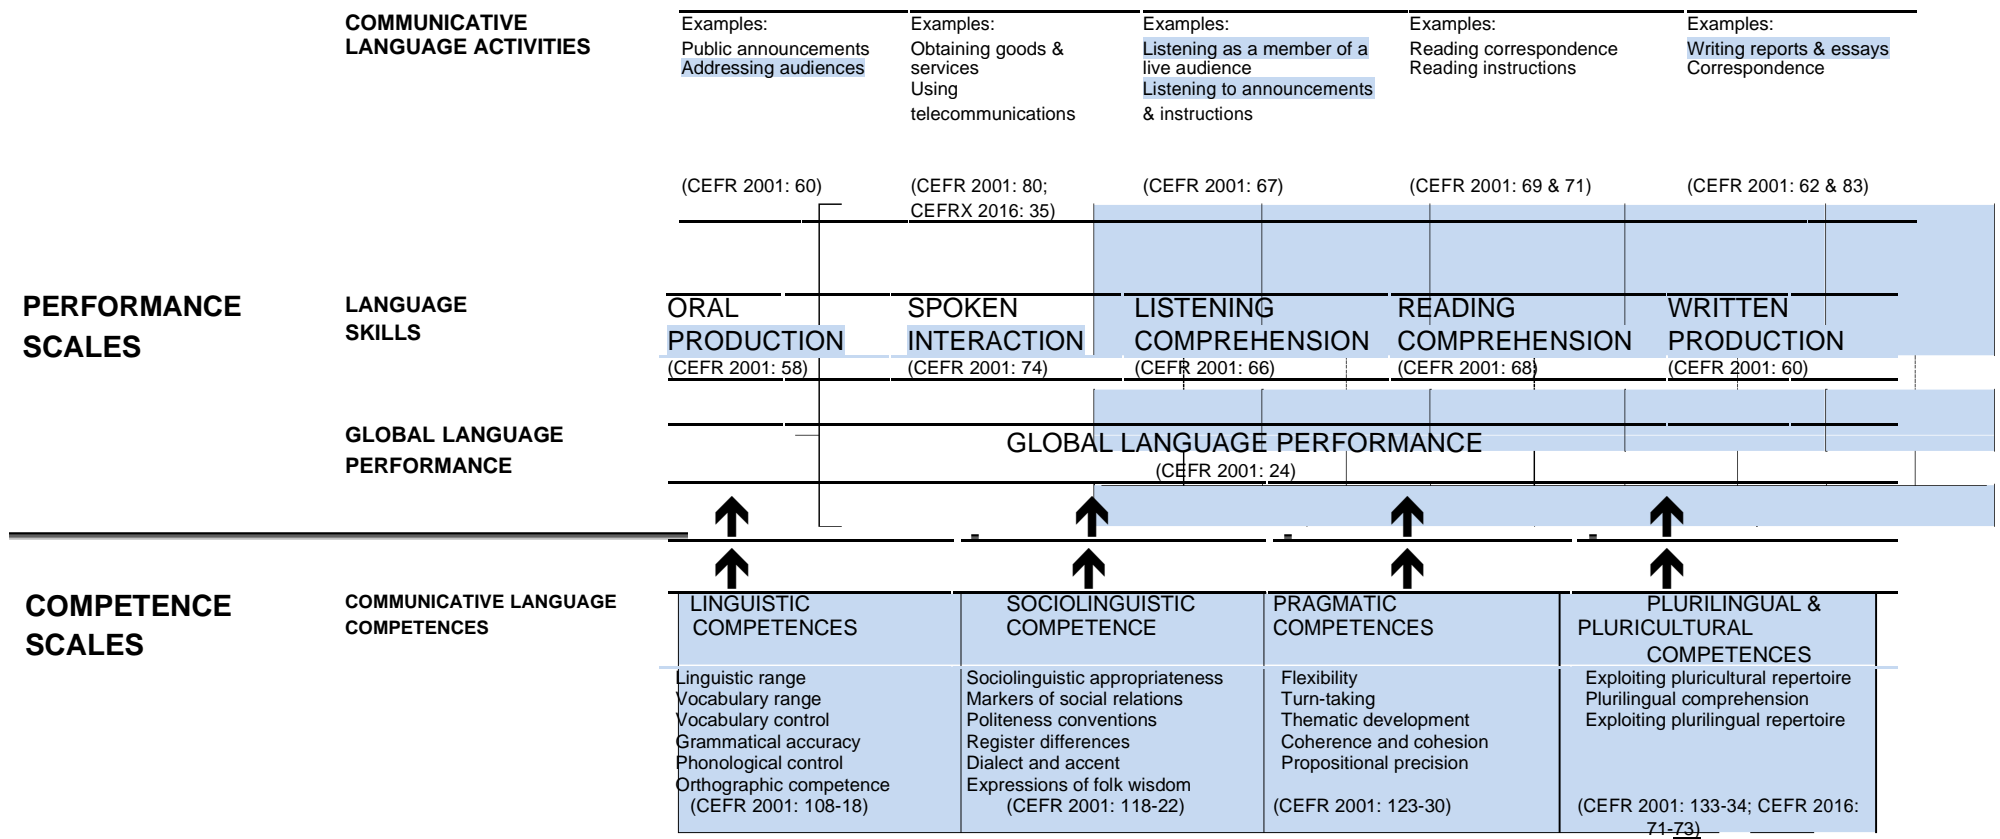 COMMUNICATIVE
LANGUAGE ACTIVITIES
Examples:
Public announcements
Addressing audiences
(CEFR 2001: 60)
Examples:
Obtaining goods &
services
Using
telecommunications
(CEFR 2001: 80;
CEFRX 2016: 35)
Examples:
Listening as a member of a
live audience
Listening to announcements
& instructions
(CEFR 2001: 67)
Examples:
Reading correspondence
Reading instructions
(CEFR 2001: 69 & 71)
Examples:
Writing reports & essays
Correspondence
(CEFR 2001: 62 & 83)
PERFORMANCE
SCALES
LANGUAGE
SKILLS
ORAL
PRODUCTION
(CEFR 2001: 58)
SPOKEN
INTERACTION
(CEFR 2001: 74)
LISTENING
COMPREHENSION
(CEFR 2001: 66)
READING
COMPREHENSION
(CEFR 2001: 68)
WRITTEN
PRODUCTION
(CEFR 2001: 60)
GLOBAL LANGUAGE
PERFORMANCE
GLOBAL LANGUAGE PERFORMANCE
(CEFR 2001: 24)
COMPETENCE
SCALES
COMMUNICATIVE LANGUAGE
COMPETENCES
LINGUISTIC
COMPETENCES
Linguistic range
Vocabulary range
Vocabulary control
Grammatical accuracy
Phonological control
Orthographic competence
(CEFR 2001: 108-18)
SOCIOLINGUISTIC
COMPETENCE
Sociolinguistic appropriateness
Markers of social relations
Politeness conventions
Register differences
Dialect and accent
Expressions of folk wisdom
(CEFR 2001: 118-22)
PRAGMATIC
COMPETENCES
Flexibility
Turn-taking
Thematic development
Coherence and cohesion
Propositional precision
(CEFR 2001: 123-30)
PLURILINGUAL &
PLURICULTURAL
COMPETENCES
Exploiting pluricultural repertoire
Plurilingual comprehension
Exploiting plurilingual repertoire
(CEFR 2001: 133-34; CEFR 2016:
71-73)